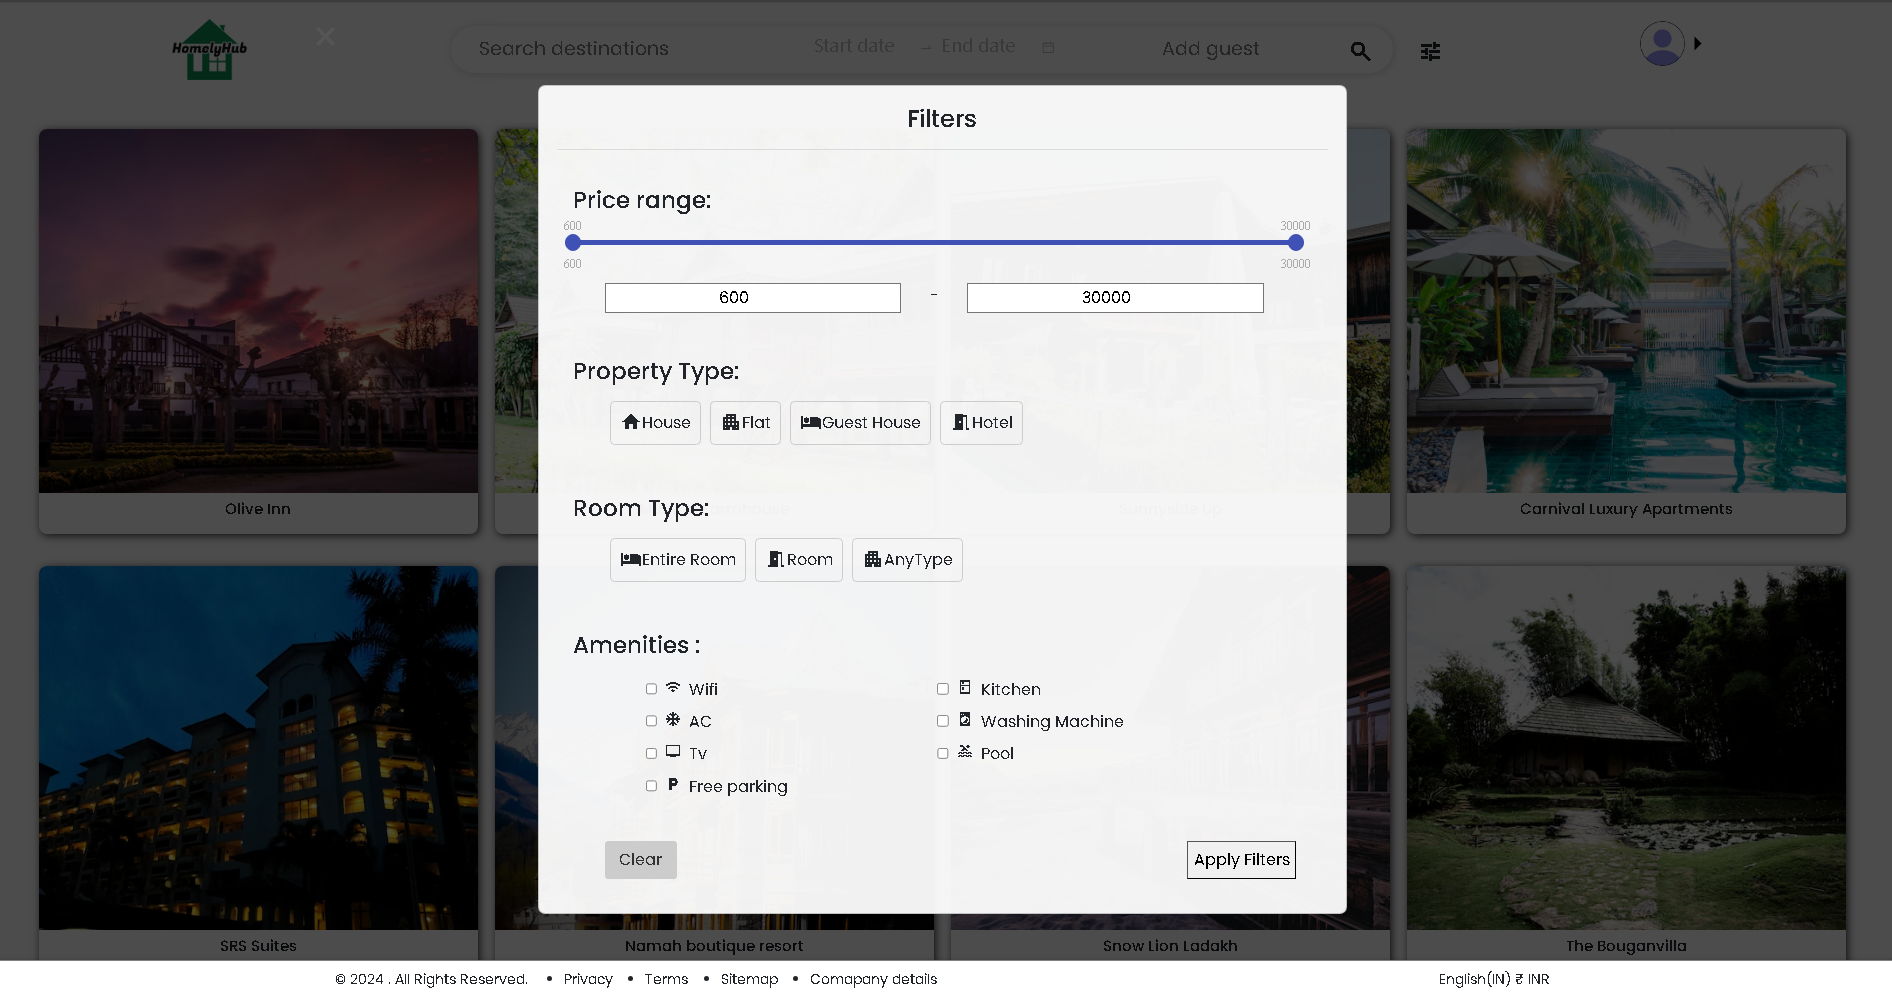 HomelyHub
Search destinations
Start date → End date
Add guest
Filters
Price range:
600
30000
600
30000
600 - 30000
Property Type:
House
Flat
Guest House
Hotel
Olive Inn
Room Type:
Sunnyside Up
Carnival Luxury Apartments
Entire Room
Room
AnyType
Amenities :
Wifi
Kitchen
AC
Washing Machine
Tv
Pool
P Free parking
Clear
Apply Filters
SRS Suites
Namah boutique resort
Snow Lion Ladakh
The Bouganvilla
© 2024 . All Rights Reserved. • Privacy • Terms • Sitemap • Comapany details
English(IN) ₹ INR